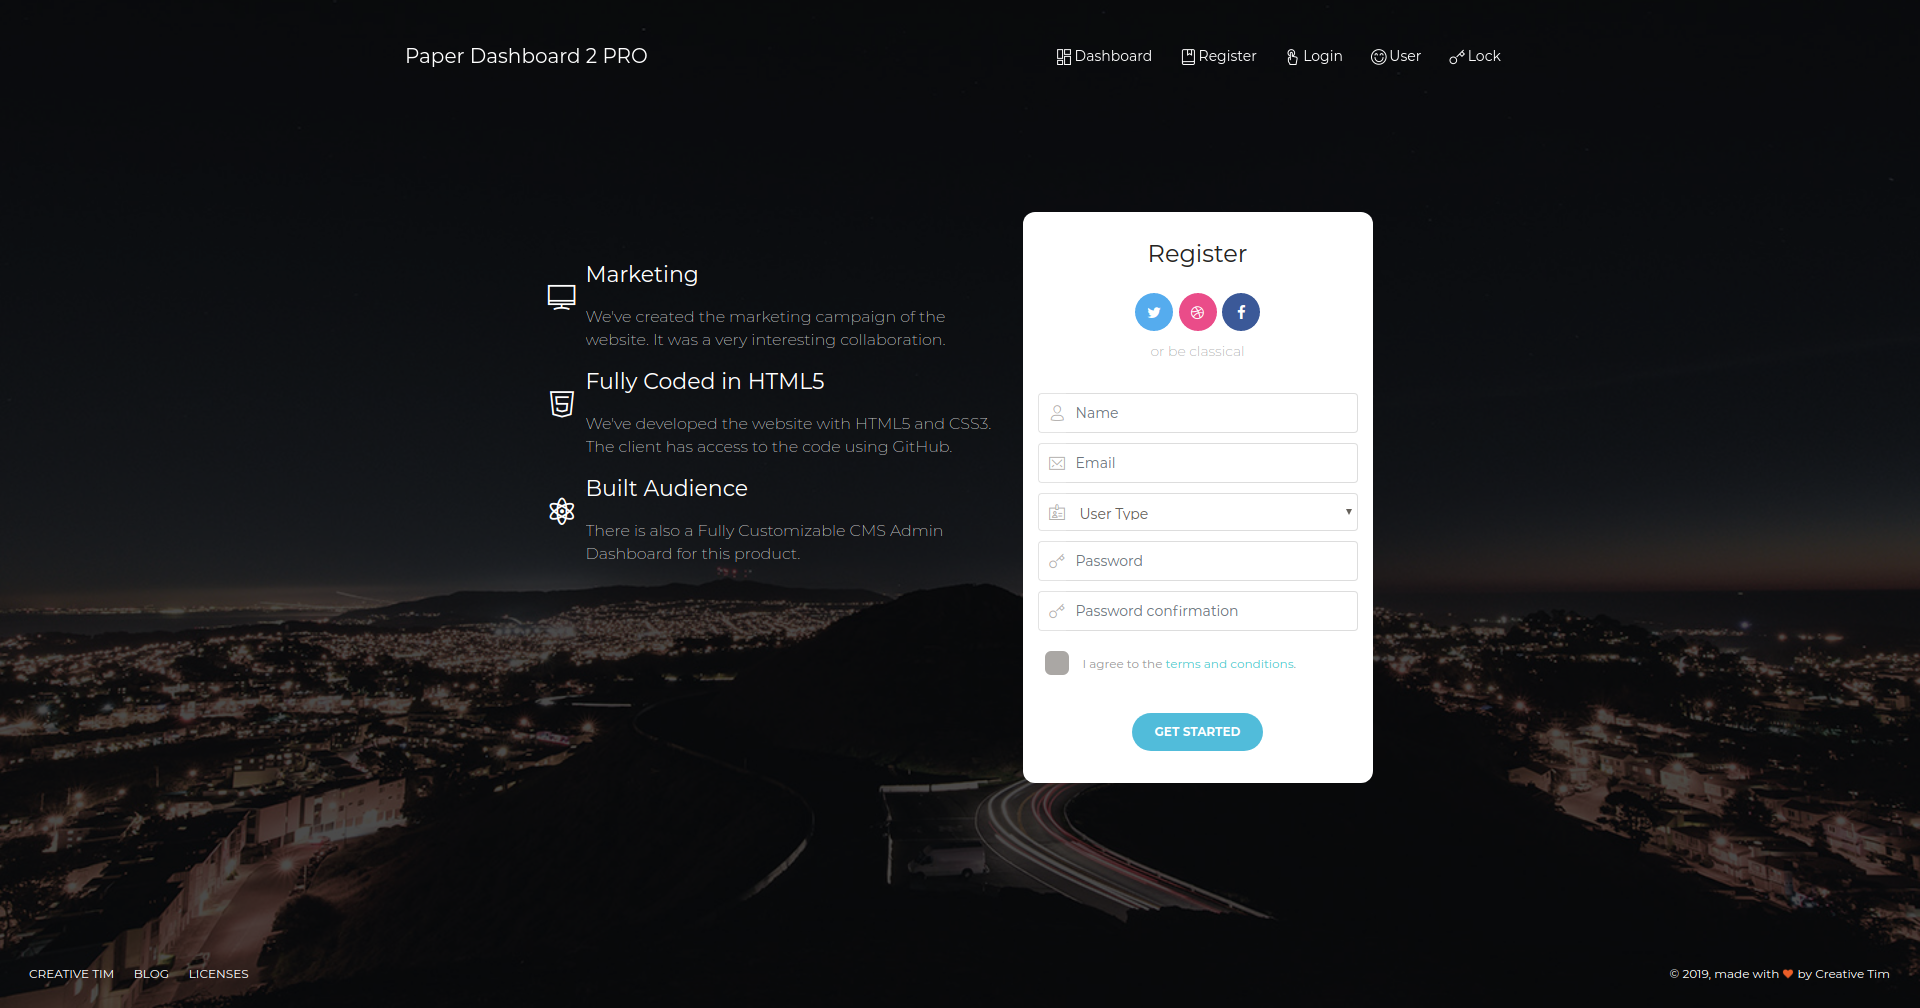 Paper Dashboard 2 PRO
Dashboard
Register
Login
User
Lock
Marketing
We've created the marketing campaign of the
website. It was a very interesting collaboration.
Fully Coded in HTML5
We've developed the website with HTML5 and CSS3.
The client has access to the code using GitHub.
Built Audience
There is also a Fully Customizable CMS Admin
Dashboard for this product.
Register
or be classical
Name
Email
User Type
Password
Password confirmation
I agree to the terms and conditions.
GET STARTED
CREATIVE TIM
BLOG
LICENSES
© 2019, made with ♥ by Creative Tim